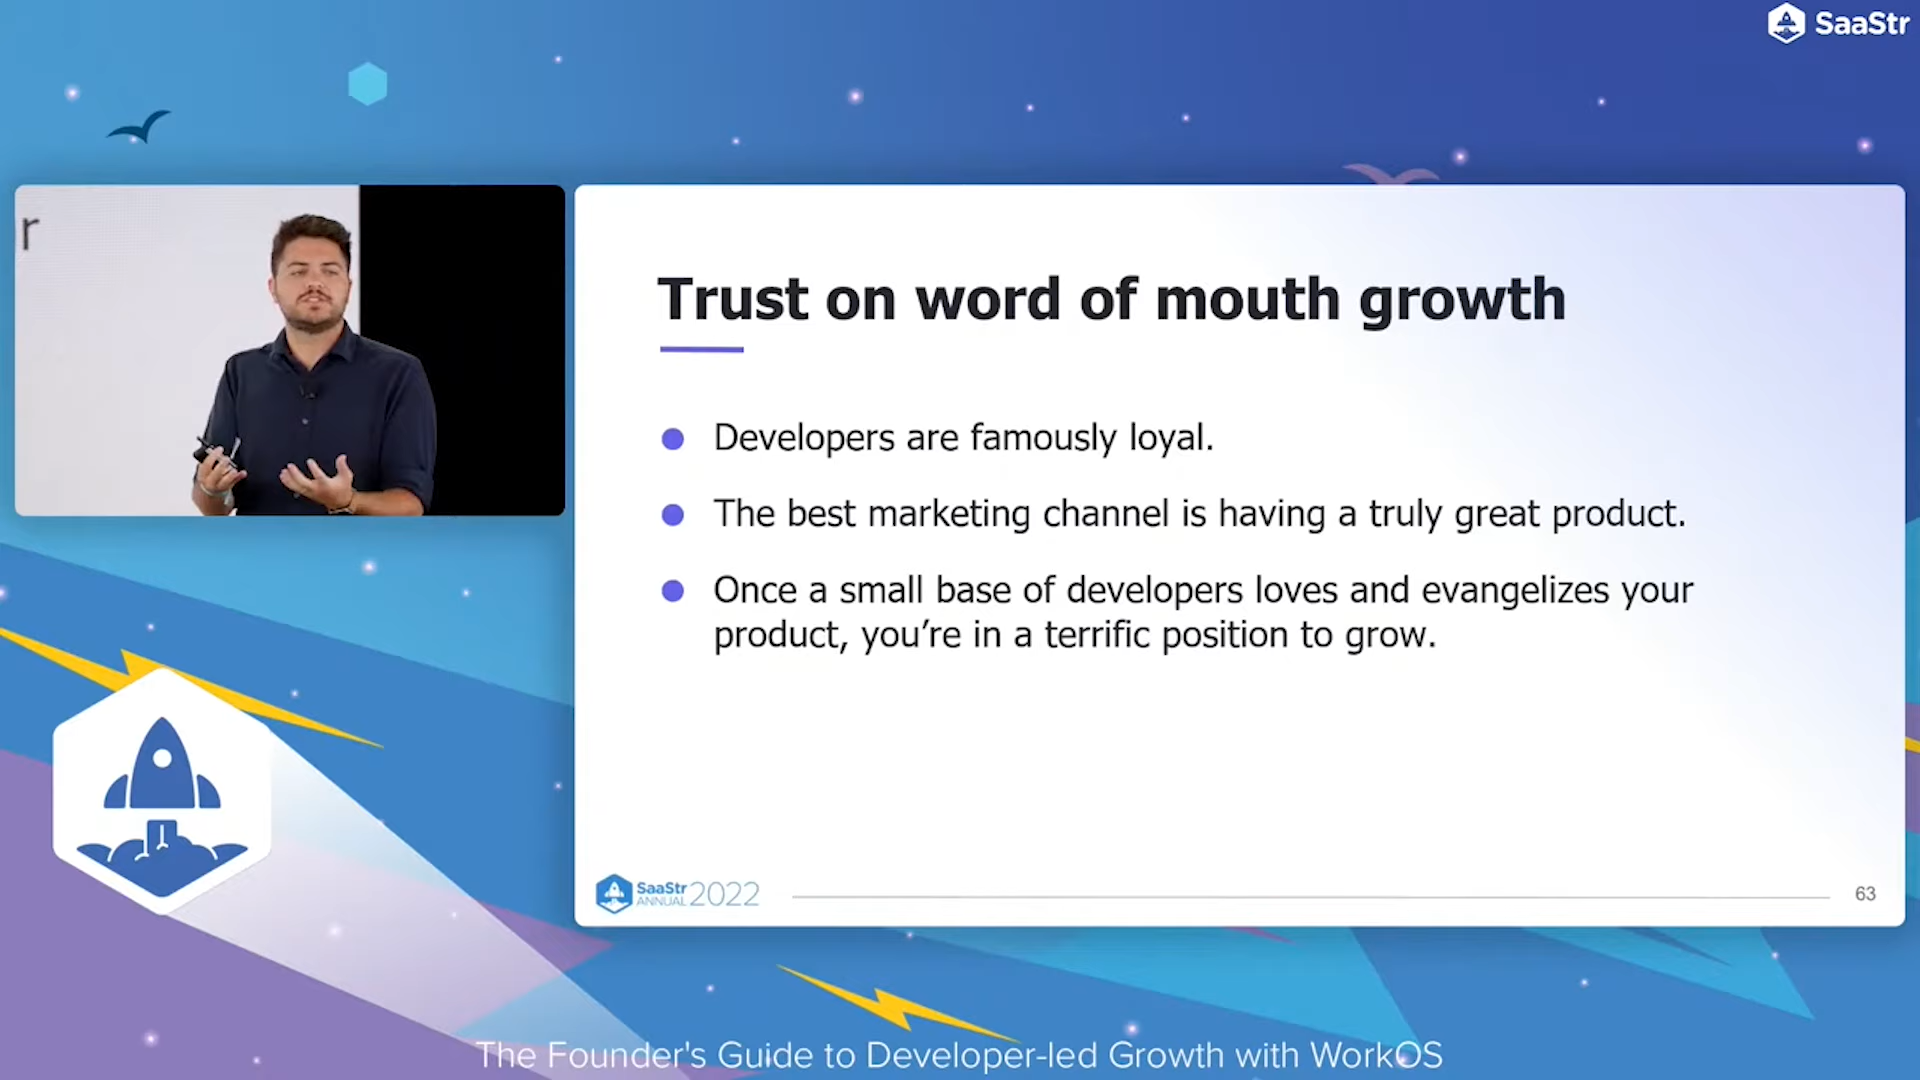 SaaStr
r
Trust on word of mouth growth
Developers are famously loyal.
The best marketing channel is having a truly great product.
Once a small base of developers loves and evangelizes your
product, you’re in a terrific position to grow.
SaaStr
ANNUAL 2022
63
The Founder's Guide to Developer-led Growth with WorkOS